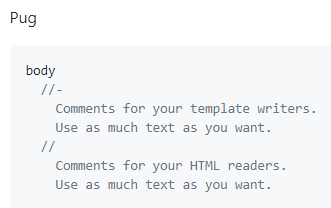 Pug
body
  //-
    Comments for your template writers.
    Use as much text as you want.
  //
    Comments for your HTML readers.
    Use as much text as you want.